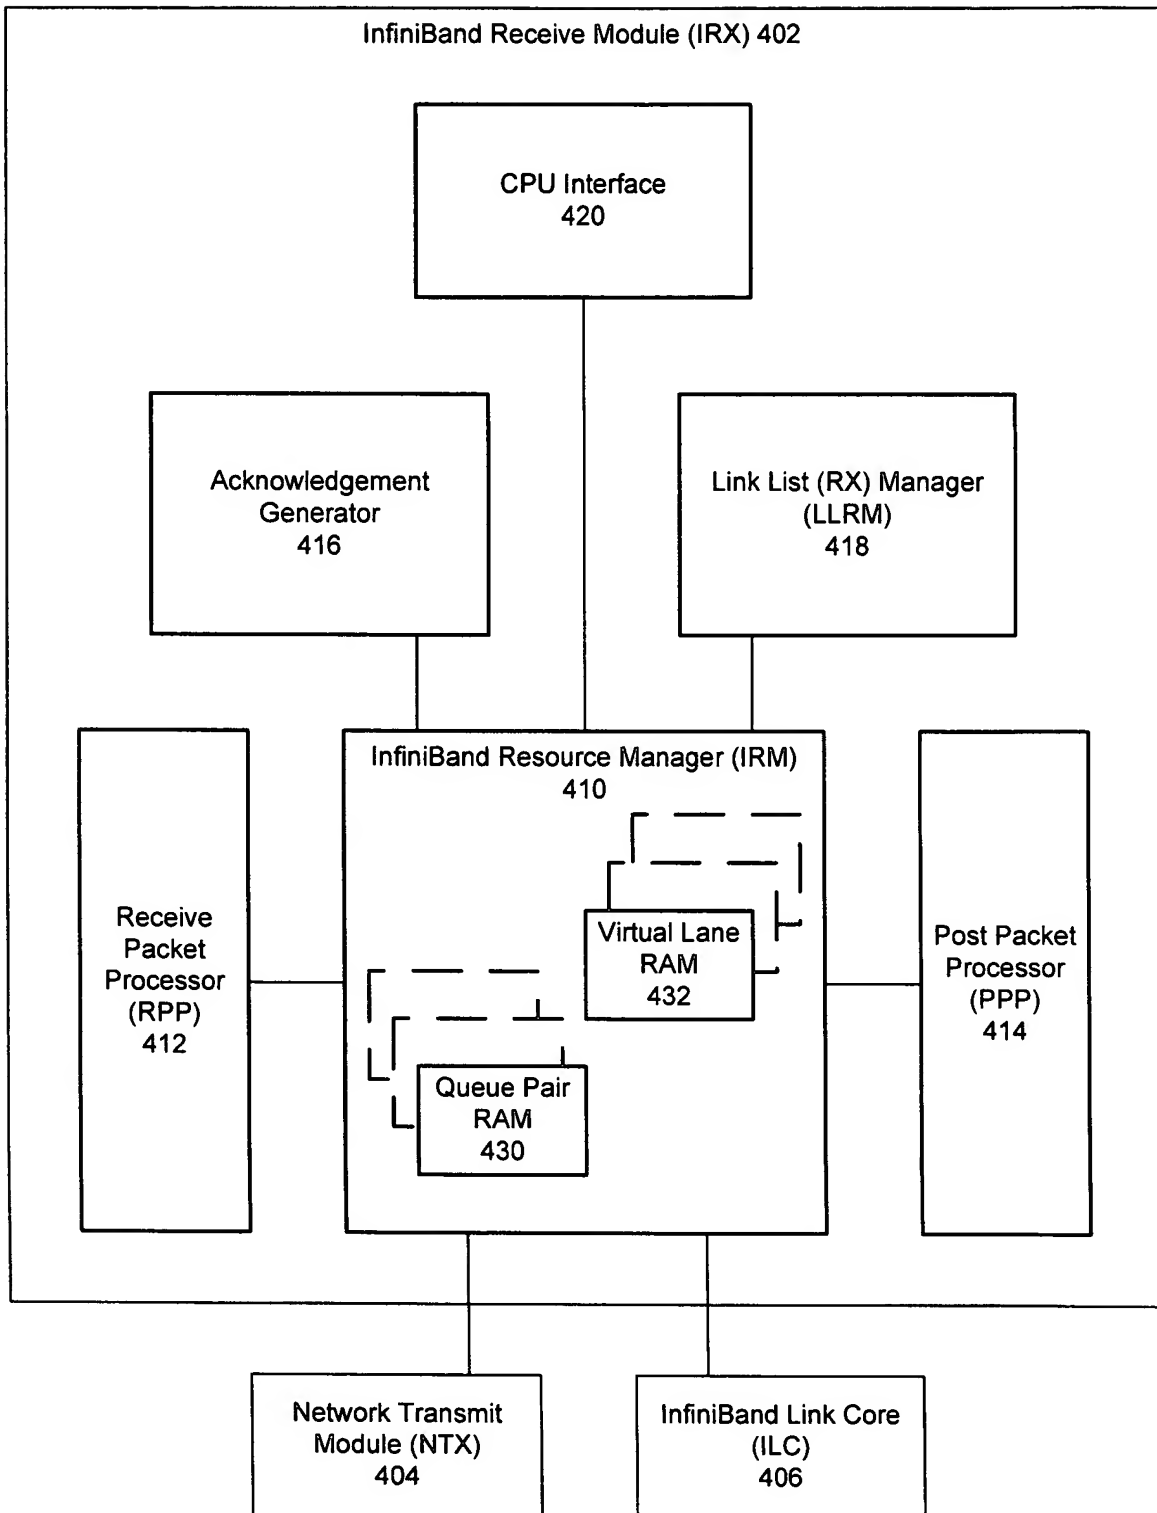 InfiniBand Receive Module (IRX) 402
CPU Interface
420
Acknowledgement
Generator
416
Link List (RX) Manager
(LLRM)
418
InfiniBand Resource Manager (IRM)
410
Receive
Packet
Processor
(RPP)
412
Virtual Lane
RAM
432
Queue Pair
RAM
430
Post Packet
Processor
(PPP)
414
Network Transmit
Module (NTX)
404
InfiniBand Link Core
(ILC)
406